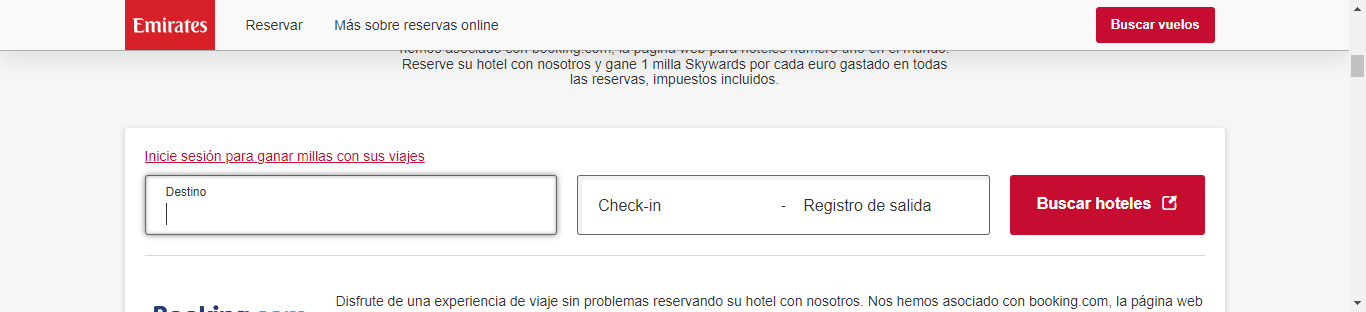 Emirates
Reservar
Más sobre reservas online
Buscar vuelos
hemos asociado con booking.com, la página web para hoteles número uno en el mundo.
Reserve su hotel con nosotros y gane 1 milla Skywards por cada euro gastado en todas
las reservas, impuestos incluidos.
Inicie sesión para ganar millas con sus viajes
Destino
Check-in - Registro de salida
Buscar hoteles
Booking.com
Disfrute de una experiencia de viaje sin problemas reservando su hotel con nosotros. Nos hemos asociado con booking.com, la página web